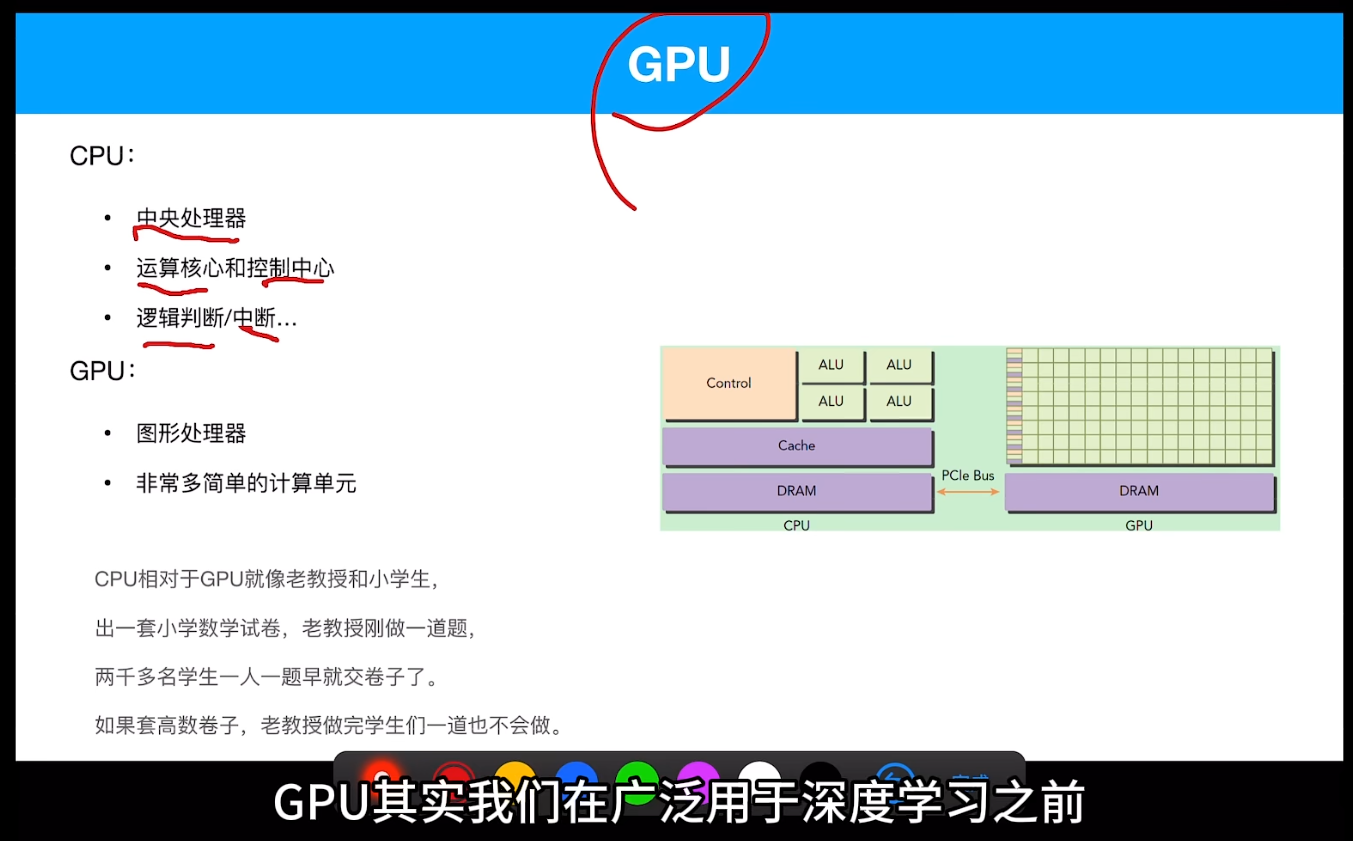 GPU
CPU:
• 中央处理器
• 运算核心和控制中心
• 逻辑判断/中断…
GPU:
• 图形处理器
• 非常多简单的计算单元
Control
ALU
ALU
ALU
ALU
Cache
DRAM
CPU
PCIe Bus
DRAM
GPU
CPU相对于GPU就像老教授和小学生，
出一套小学数学试卷，老教授刚做一道题，
两千多名学生一人一题早就交卷子了。
如果套高数卷子，老教授做完学生们一道也不会做。
GPU其实我们在广泛用于深度学习之前